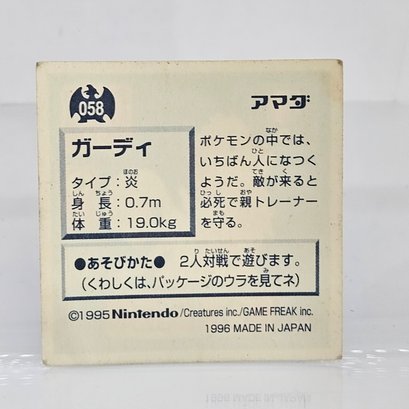 058
アマダ
ガーディ
タイプ：炎
身長：0.7m
体重：19.0kg
ポケモンの中では、
いちばん人になつく
ようだ。敵が来ると
必死で親トレーナー
を守る。
●あそびかた● 2人対戦で遊びます。
（くわしくは、パッケージのウラを見てネ）
©1995 Nintendo/Creatures inc./GAME FREAK inc.
1996 MADE IN JAPAN